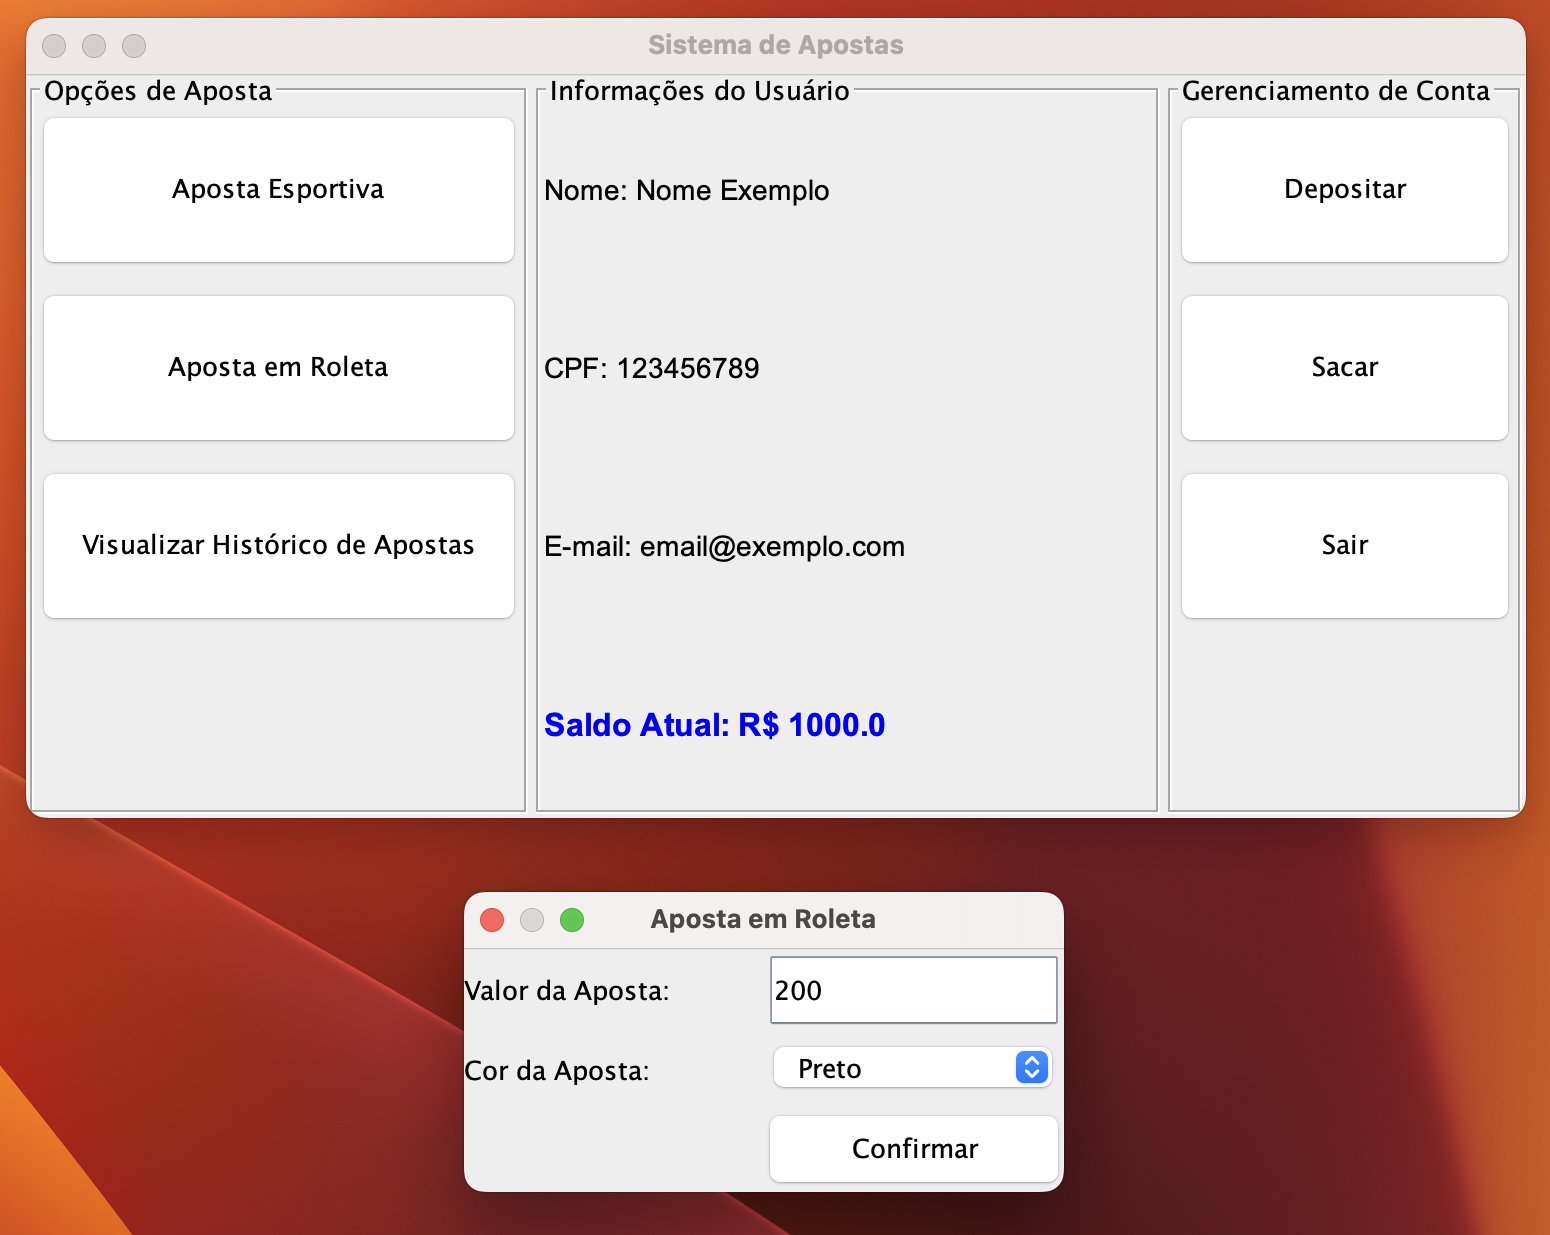 Sistema de Apostas
Opções de Aposta
Aposta Esportiva
Aposta em Roleta
Visualizar Histórico de Apostas
Informações do Usuário
Nome: Nome Exemplo
CPF: 123456789
E-mail: email@exemplo.com
Saldo Atual: R$ 1000.0
Gerenciamento de Conta
Depositar
Sacar
Sair
Aposta em Roleta
Valor da Aposta: 200
Cor da Aposta: Preto
Confirmar